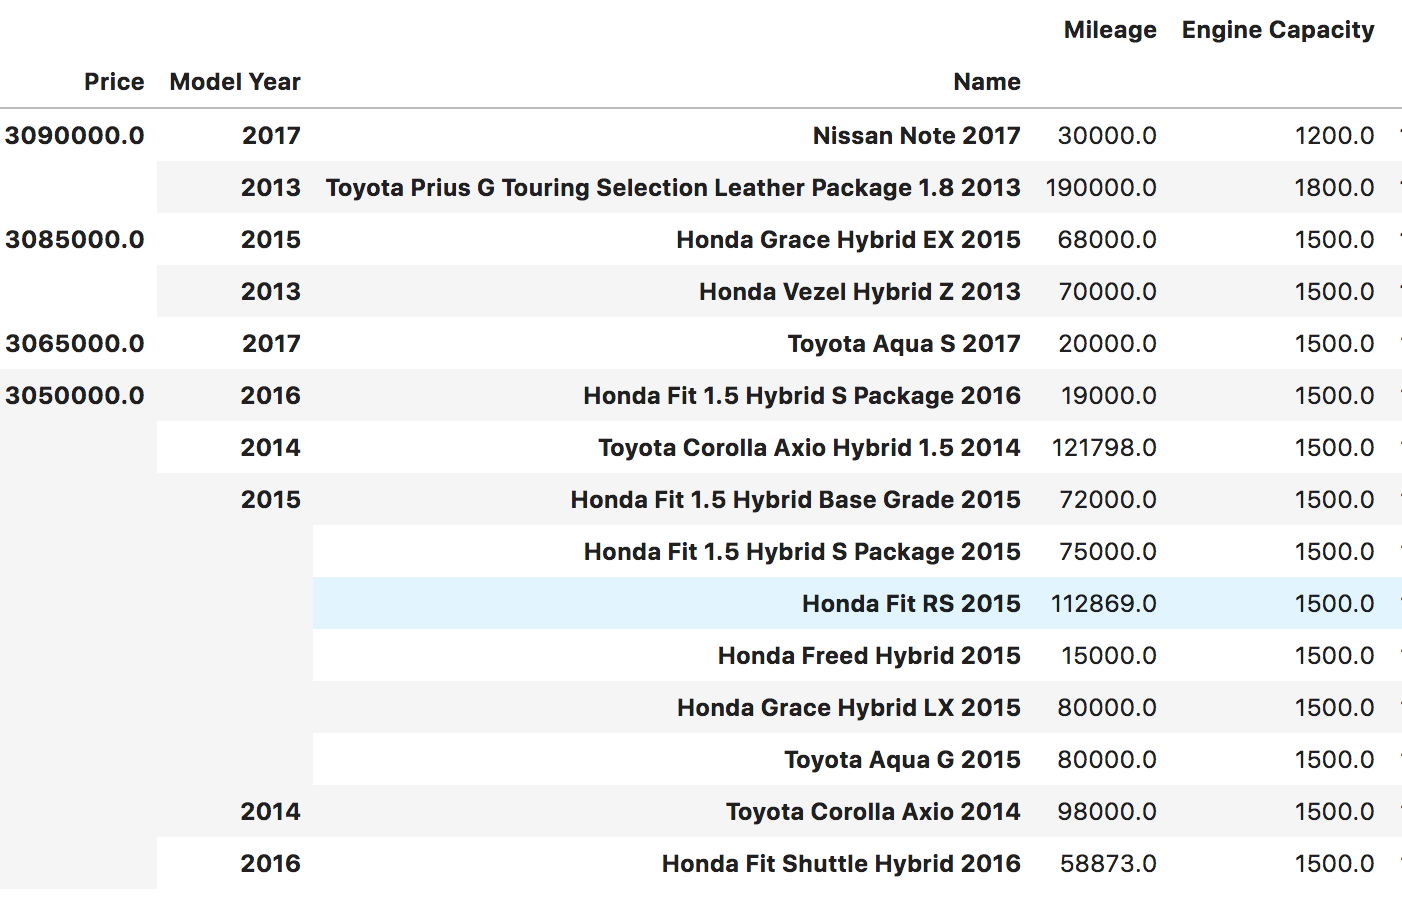 Mileage Engine Capacity
Price Model Year Name
3090000.0 2017 Nissan Note 2017 30000.0 1200.0
2013 Toyota Prius G Touring Selection Leather Package 1.8 2013 190000.0 1800.0
3085000.0 2015 Honda Grace Hybrid EX 2015 68000.0 1500.0
2013 Honda Vezel Hybrid Z 2013 70000.0 1500.0
3065000.0 2017 Toyota Aqua S 2017 20000.0 1500.0
3050000.0 2016 Honda Fit 1.5 Hybrid S Package 2016 19000.0 1500.0
2014 Toyota Corolla Axio Hybrid 1.5 2014 121798.0 1500.0
2015 Honda Fit 1.5 Hybrid Base Grade 2015 72000.0 1500.0
Honda Fit 1.5 Hybrid S Package 2015 75000.0 1500.0
Honda Fit RS 2015 112869.0 1500.0
Honda Freed Hybrid 2015 15000.0 1500.0
Honda Grace Hybrid LX 2015 80000.0 1500.0
Toyota Aqua G 2015 80000.0 1500.0
2014 Toyota Corolla Axio 2014 98000.0 1500.0
2016 Honda Fit Shuttle Hybrid 2016 58873.0 1500.0